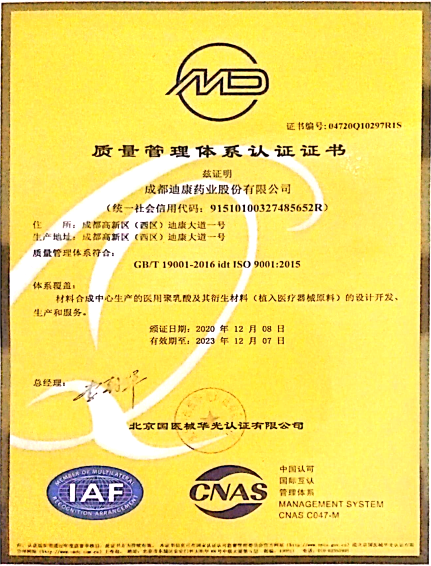 MD
证书编号: 04720Q10297R1S
质量管理体系认证证书
兹证明
成都迪康药业股份有限公司
(统一社会信用代码: 91510100327485652R)
住 所: 成都高新区(西区)迪康大道一号
生产地址: 成都高新区(西区)迪康大道一号
质量管理体系符合:
GB/T 19001-2016 idt ISO 9001:2015
体系覆盖:
材料合成中心生产的医用聚乳酸及其衍生材料(植入医疗器械原料)的设计开发、
生产和服务。
颁证日期: 2020 年 12 月 08 日
有效期至: 2023 年 12 月 07 日
总经理:
北京国医械华光认证有限公司
MEMBER OF MULTILATERAL
IAF
RECOGNITION ARRANGEMENT
CNAS
中国认可
国际互认
管理体系
MANAGEMENT SYSTEM
CNAS C047-M